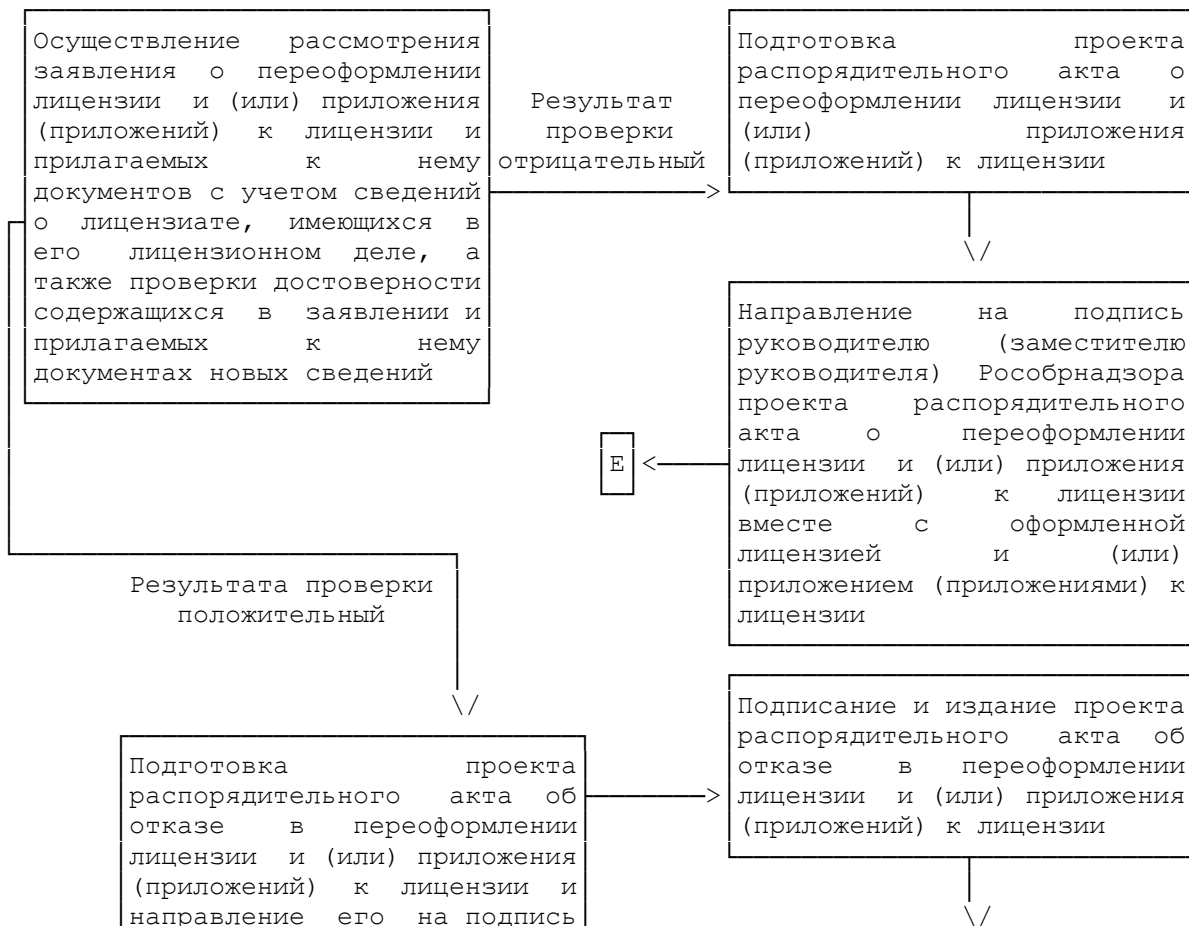 Осуществление рассмотрения
заявления о переоформлении
лицензии и (или) приложения
(приложений) к лицензии и
прилагаемых к нему
документов с учетом сведений
о лицензиате, имеющихся в
его лицензионном деле, а
также проверки достоверности
содержащихся в заявлении и
прилагаемых к нему
документах новых сведений
Результат
проверки
отрицательный
Подготовка проекта
распорядительного акта о
переоформлении лицензии и
(или) приложения
(приложений) к лицензии
Направление на подпись
руководителю (заместителю
руководителя) Рособрнадзора
проекта распорядительного
акта о переоформлении
лицензии и (или) приложения
(приложений) к лицензии
вместе с оформленной
лицензией и (или)
приложением (приложениями) к
лицензии
Е
Результата проверки
положительный
Подготовка проекта
распорядительного акта об
отказе в переоформлении
лицензии и (или) приложения
(приложений) к лицензии и
направление его на подпись
Подписание и издание проекта
распорядительного акта об
отказе в переоформлении
лицензии и (или) приложения
(приложений) к лицензии